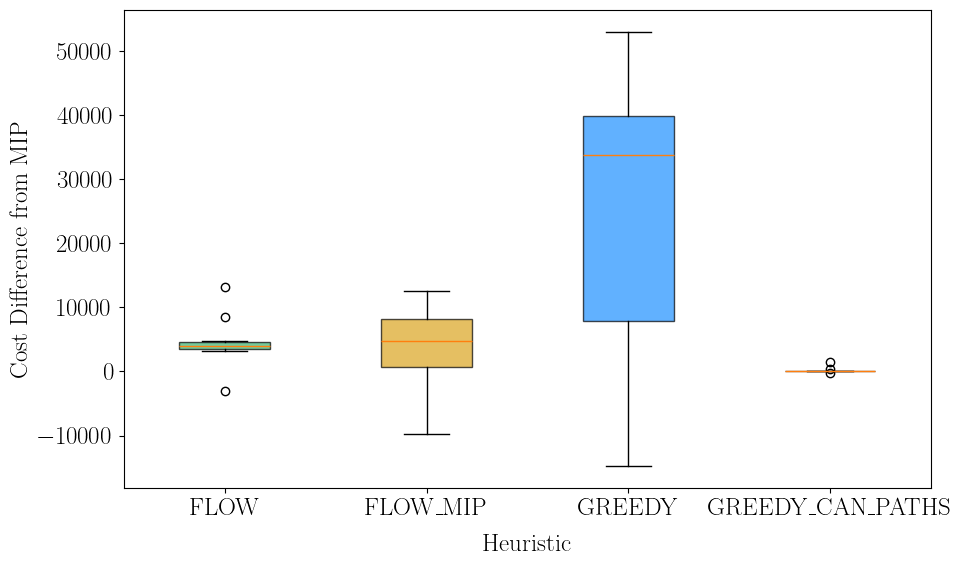 Cost Difference from MIP
50000
40000
30000
20000
10000
0
−10000
FLOW
FLOW_MIP
GREEDY
GREEDY_CAN_PATHS
Heuristic